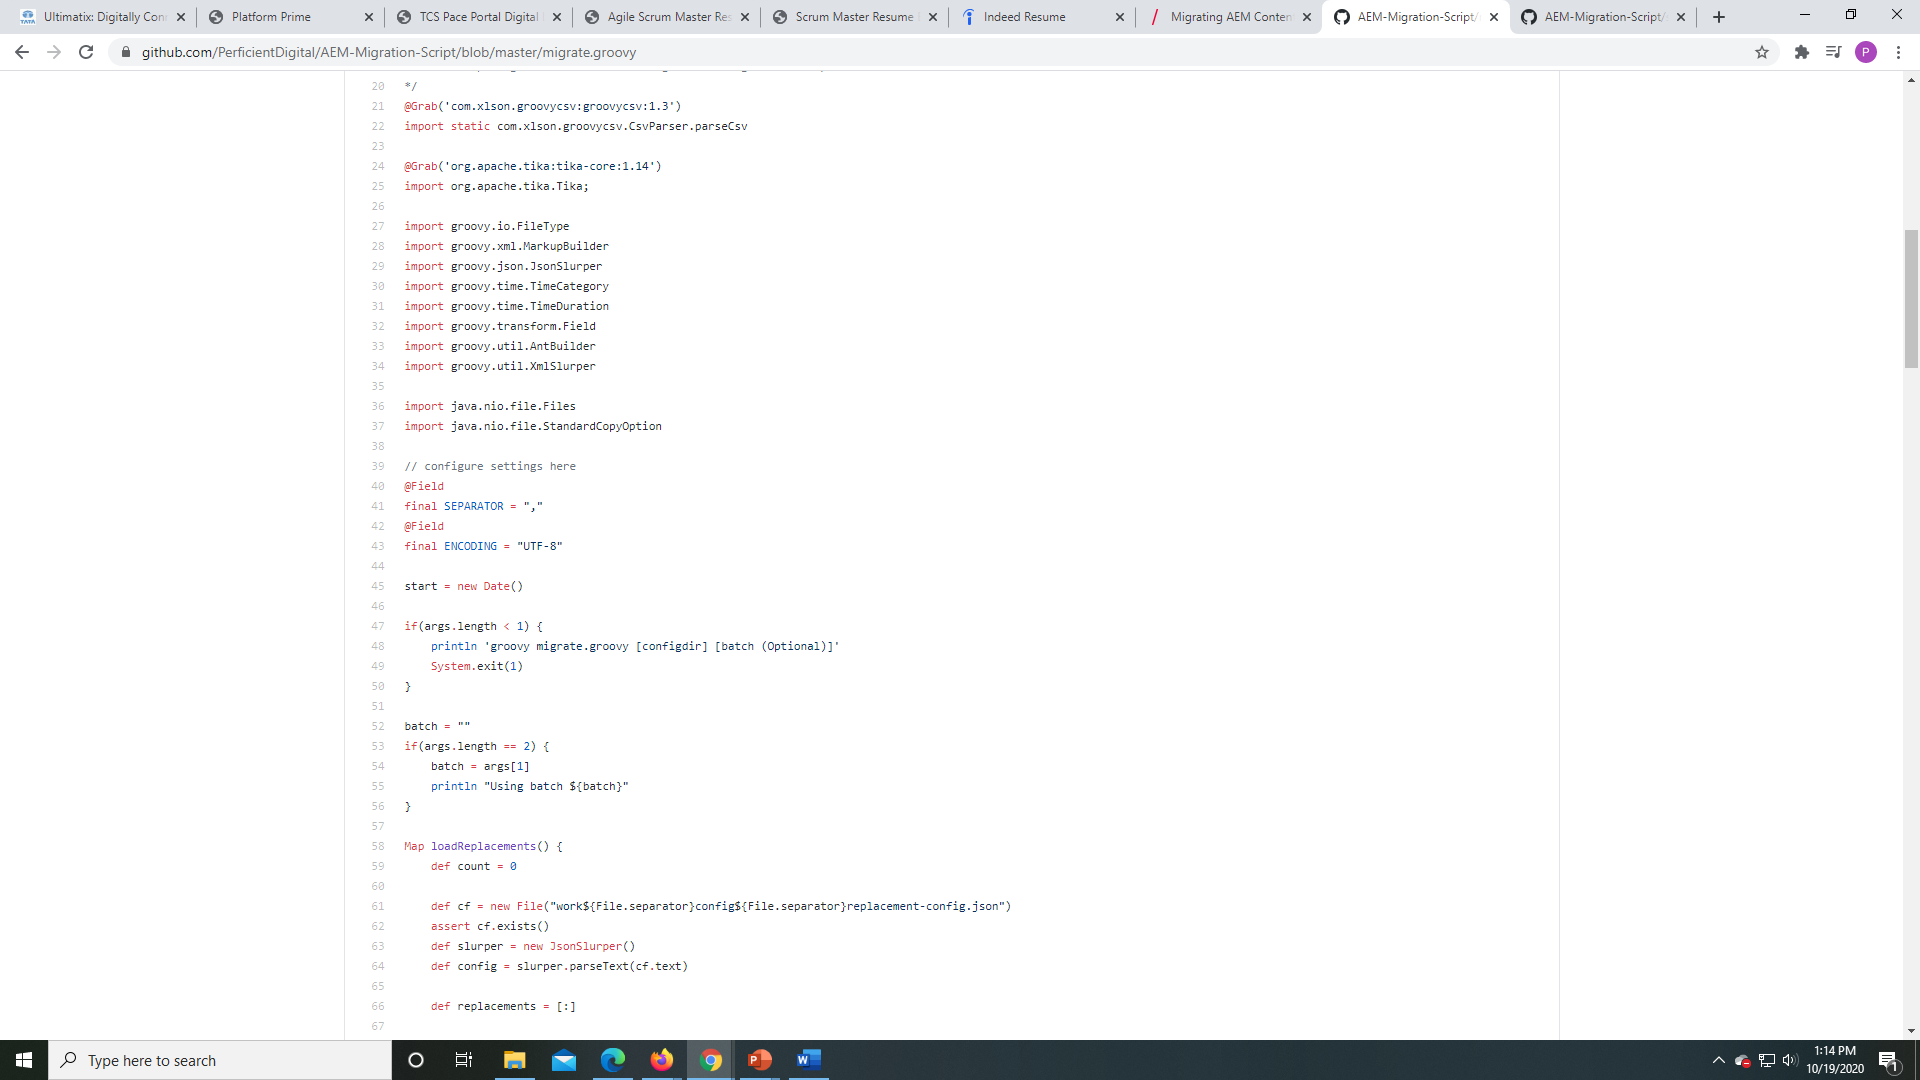 Ultimatix: Digitally Con
Platform Prime
TCS Pace Portal Digital
Agile Scrum Master Res
Scrum Master Resume
Indeed Resume
Migrating AEM Conten
AEM-Migration-Script/
AEM-Migration-Script/
github.com/PerficientDigital/AEM-Migration-Script/blob/master/migrate.groovy
P
20 */
21 @Grab('com.xlson.groovycsv:groovycsv:1.3')
22 import static com.xlson.groovycsv.CsvParser.parseCsv
23
24 @Grab('org.apache.tika:tika-core:1.14')
25 import org.apache.tika.Tika;
26
27 import groovy.io.FileType
28 import groovy.xml.MarkupBuilder
29 import groovy.json.JsonSlurper
30 import groovy.time.TimeCategory
31 import groovy.time.TimeDuration
32 import groovy.transform.Field
33 import groovy.util.AntBuilder
34 import groovy.util.XmlSlurper
35
36 import java.nio.file.Files
37 import java.nio.file.StandardCopyOption
38
39 // configure settings here
40 @Field
41 final SEPARATOR = ","
42 @Field
43 final ENCODING = "UTF-8"
44
45 start = new Date()
46
47 if(args.length < 1) {
48     println 'groovy migrate.groovy [configdir] [batch (Optional)]'
49     System.exit(1)
50 }
51
52 batch = ""
53 if(args.length == 2) {
54     batch = args[1]
55     println "Using batch ${batch}"
56 }
57
58 Map loadReplacements() {
59     def count = 0
60
61     def cf = new File("work${File.separator}config${File.separator}replacement-config.json")
62     assert cf.exists()
63     def slurper = new JsonSlurper()
64     def config = slurper.parseText(cf.text)
65
66     def replacements = [:]
67
Type here to search
1:14 PM
10/19/2020
1